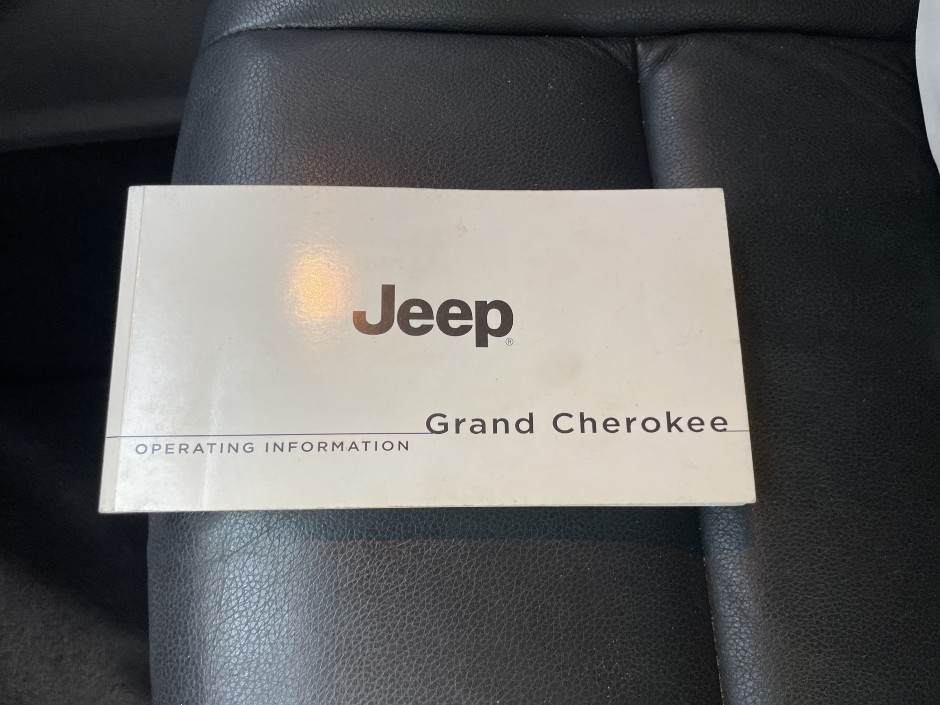 Jeep®
Grand Cherokee
OPERATING INFORMATION